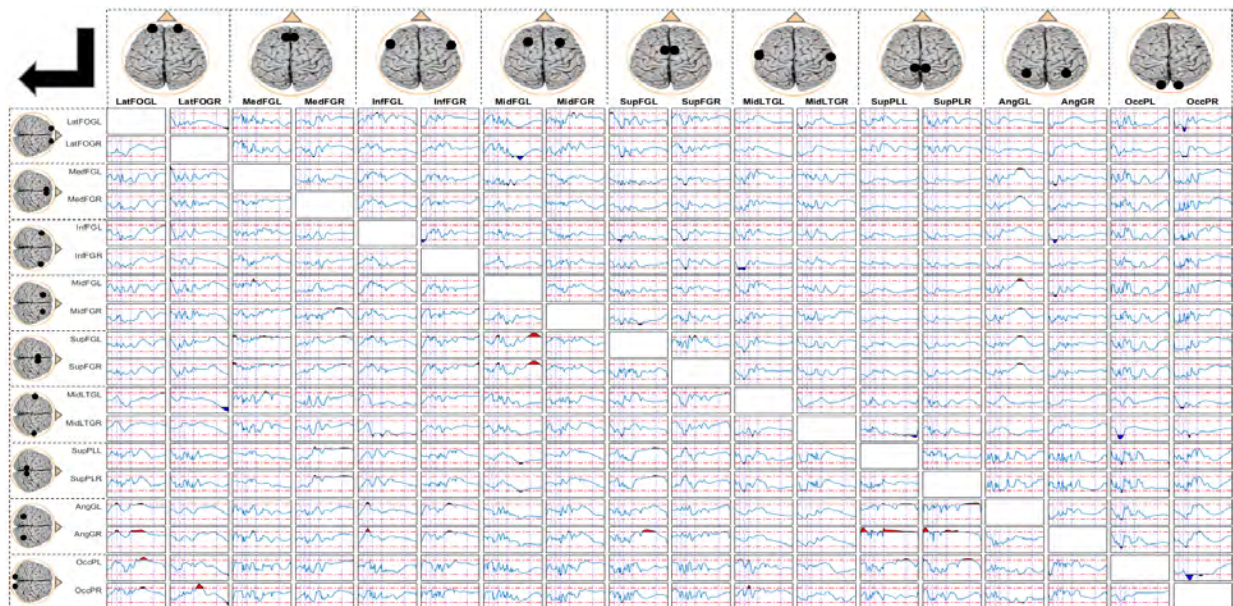 LatFOGL LatFOGR MedFGL MedFGR InfFGL InfFGR MidFGL MidFGR SupFGL SupFGR MidLTGL MidLTGR SupPLL SupPLR AngGL AngGR OccPL OccPR
LatFOGL
LatFOGR
MedFGL
MedFGR
InfFGL
InfFGR
MidFGL
MidFGR
SupFGL
SupFGR
MidLTGL
MidLTGR
SupPLL
SupPLR
AngGL
AngGR
OccPL
OccPR